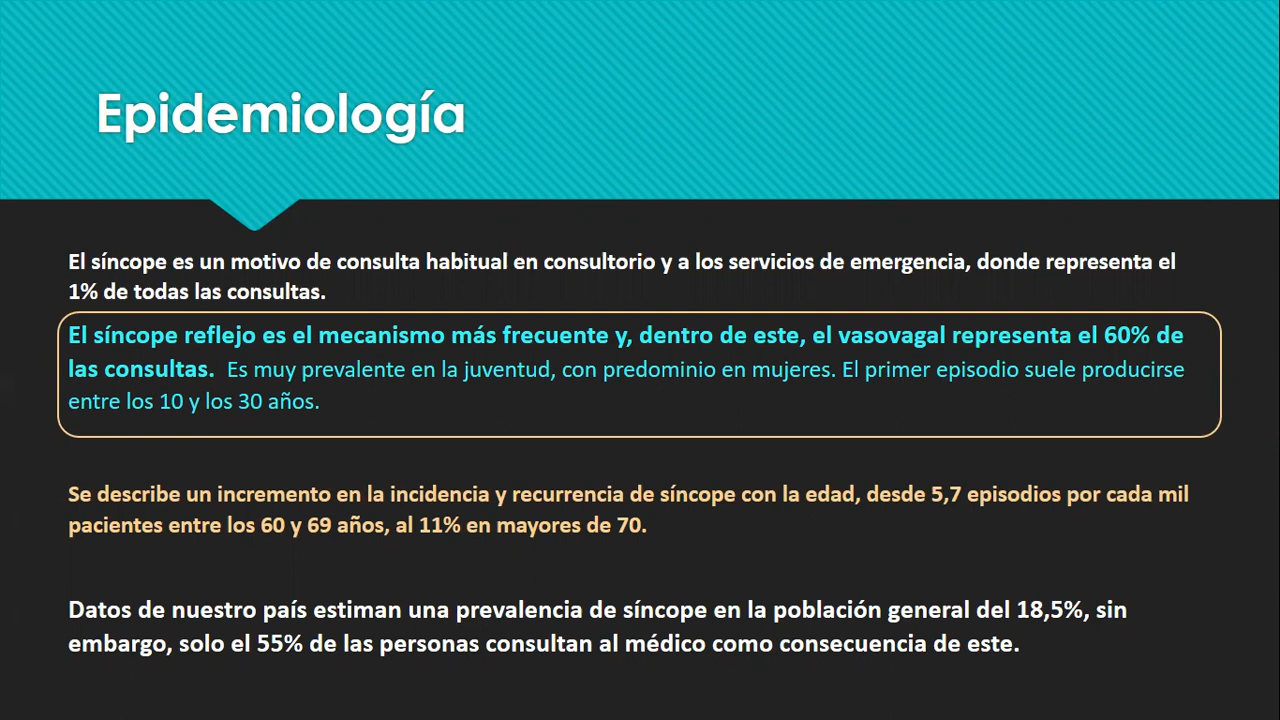 Epidemiología
El síncope es un motivo de consulta habitual en consultorio y a los servicios de emergencia, donde representa el
1% de todas las consultas.
El síncope reflejo es el mecanismo más frecuente y, dentro de este, el vasovagal representa el 60% de
las consultas. Es muy prevalente en la juventud, con predominio en mujeres. El primer episodio suele producirse
entre los 10 y los 30 años.
Se describe un incremento en la incidencia y recurrencia de síncope con la edad, desde 5,7 episodios por cada mil
pacientes entre los 60 y 69 años, al 11% en mayores de 70.
Datos de nuestro país estiman una prevalencia de síncope en la población general del 18,5%, sin
embargo, solo el 55% de las personas consultan al médico como consecuencia de este.